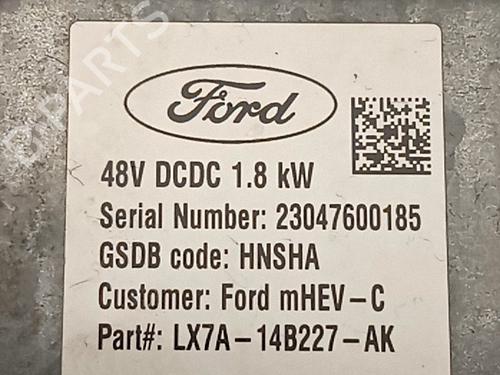 B-PARTS
Ford
48V DCDC 1.8 kW
Serial Number: 23047600185
GSDB code: HNSHA
Customer: Ford mHEV-C
Part#: LX7A-14B227-AK